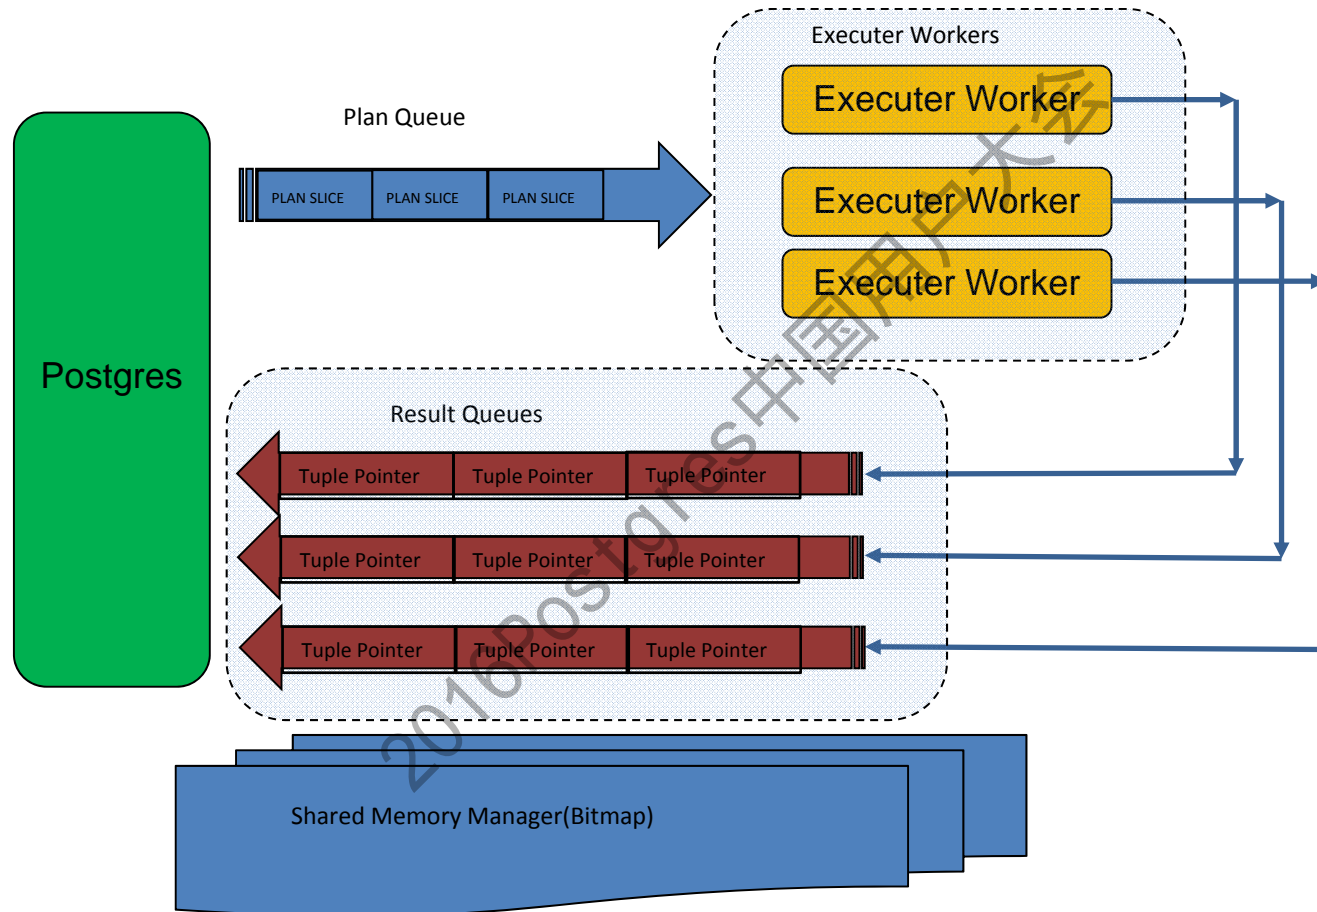 Executer Workers
Executer Worker
Plan Queue
PLAN SLICE PLAN SLICE PLAN SLICE
Executer Worker
Executer Worker
Postgres
Result Queues
Tuple Pointer Tuple Pointer Tuple Pointer
Tuple Pointer Tuple Pointer Tuple Pointer
Tuple Pointer Tuple Pointer Tuple Pointer
Shared Memory Manager(Bitmap)
2016Postgres中国用户大会